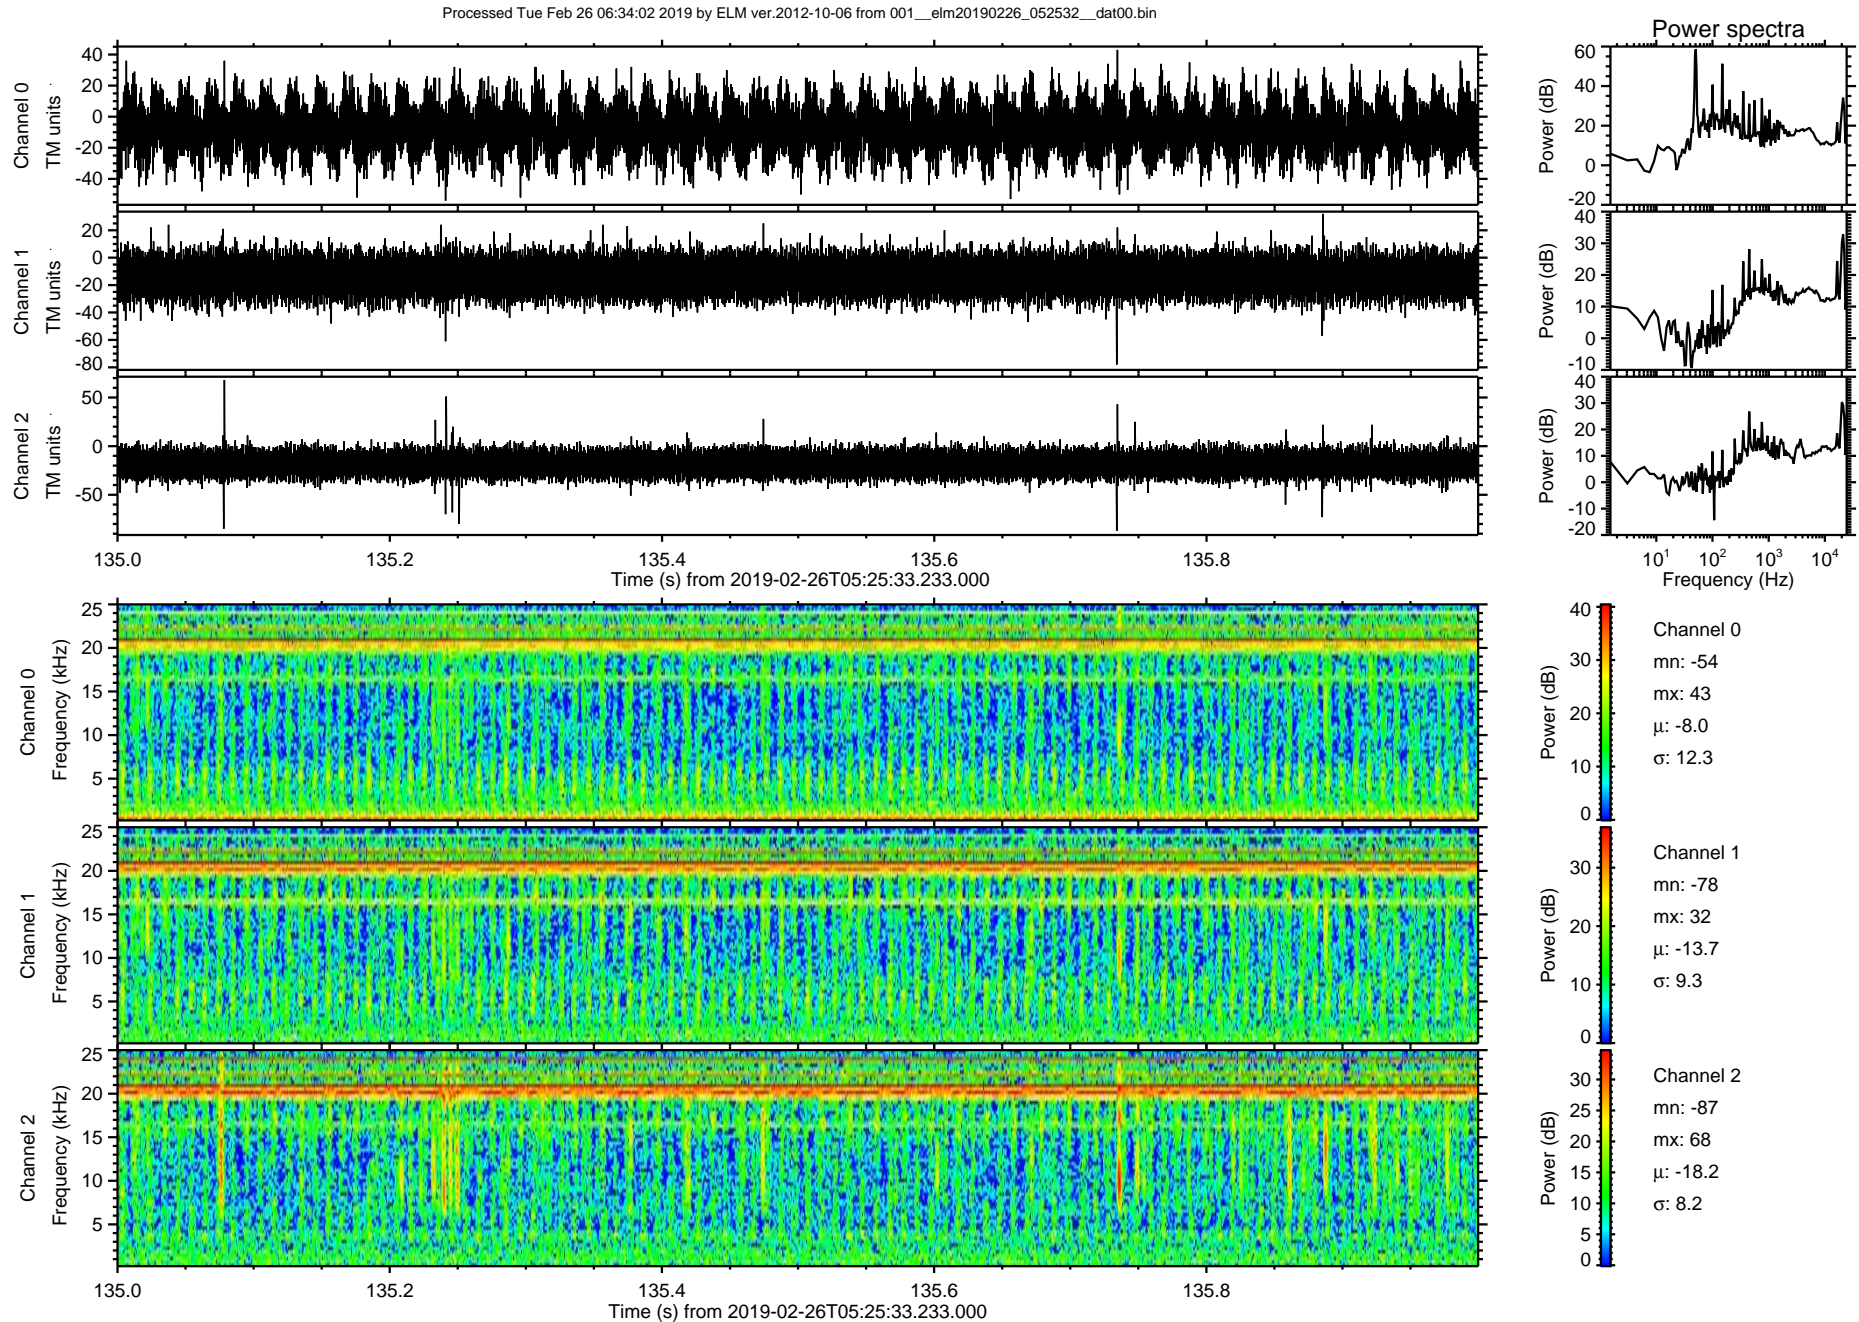 Processed Tue Feb 26 06:34:02 2019 by ELM ver.2012-10-06 from 001__elm20190226_052532__dat00.bin
Power spectra
Channel 0
TM units
40
20
0
-20
-40
Power (dB)
60
40
20
0
-20
Channel 1
TM units
20
0
-20
-40
-60
-80
Power (dB)
40
30
20
10
0
-10
Channel 2
TM units
50
0
-50
Power (dB)
40
30
20
10
0
-10
-20
135.0 135.2 135.4 135.6 135.8
Time (s) from 2019-02-26T05:25:33.233.000
10^1 10^2 10^3 10^4
Frequency (Hz)
Channel 0
Frequency (kHz)
25
20
15
10
5
Power (dB)
40
30
20
10
0
Channel 0
mn: -54
mx: 43
μ: -8.0
σ: 12.3
Channel 1
Frequency (kHz)
25
20
15
10
5
Power (dB)
30
20
10
0
Channel 1
mn: -78
mx: 32
μ: -13.7
σ: 9.3
Channel 2
Frequency (kHz)
25
20
15
10
5
Power (dB)
30
25
20
15
10
5
0
Channel 2
mn: -87
mx: 68
μ: -18.2
σ: 8.2
135.0 135.2 135.4 135.6 135.8
Time (s) from 2019-02-26T05:25:33.233.000